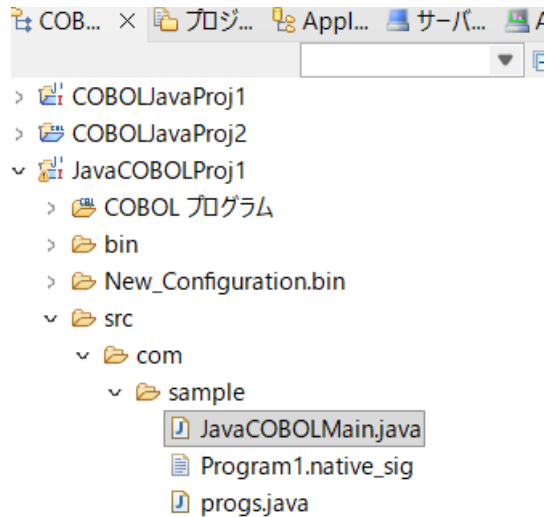 COB... プロジ... Appl... サーバ... A
COBOLJavaProj1
COBOLJavaProj2
JavaCOBOLProj1
COBOL プログラム
bin
New_Configuration.bin
src
com
sample
JavaCOBOLMain.java
Program1.native_sig
progs.java